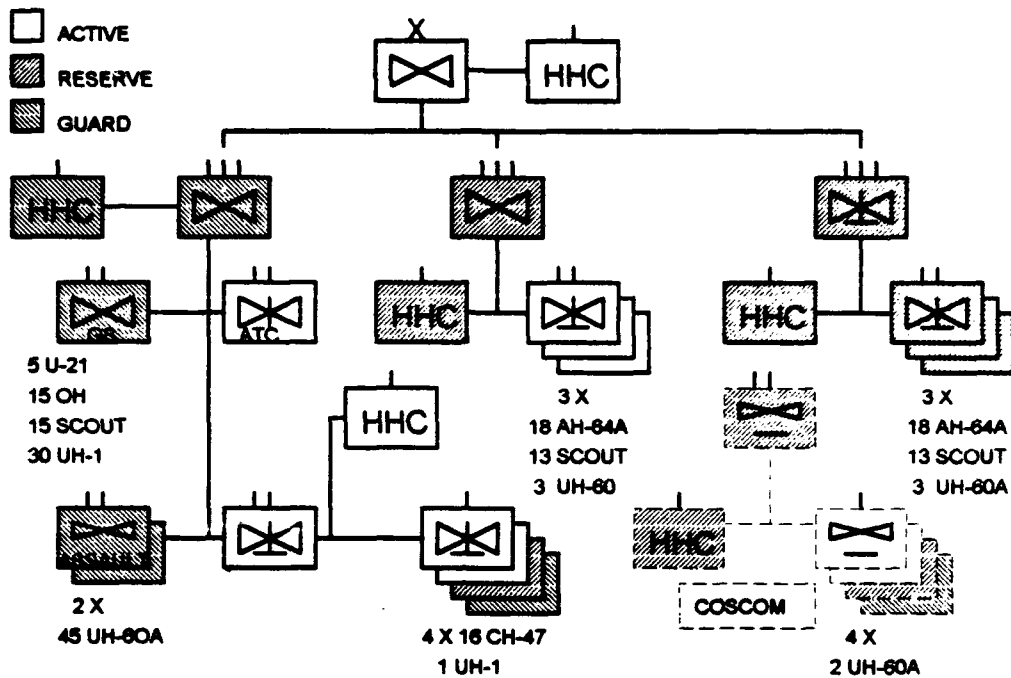 ACTIVE
RESERVE
GUARD
X
HHC
HHC
HHC
HHC
GS
ATC
5 U-21
15 OH
15 SCOUT
30 UH-1
HHC
3 X
18 AH-64A
13 SCOUT
3 UH-60
3 X
18 AH-64A
13 SCOUT
3 UH-60A
ASSAULT
HHC
COSCOM
2 X
45 UH-60A
4 X 16 CH-47
1 UH-1
4 X
2 UH-60A